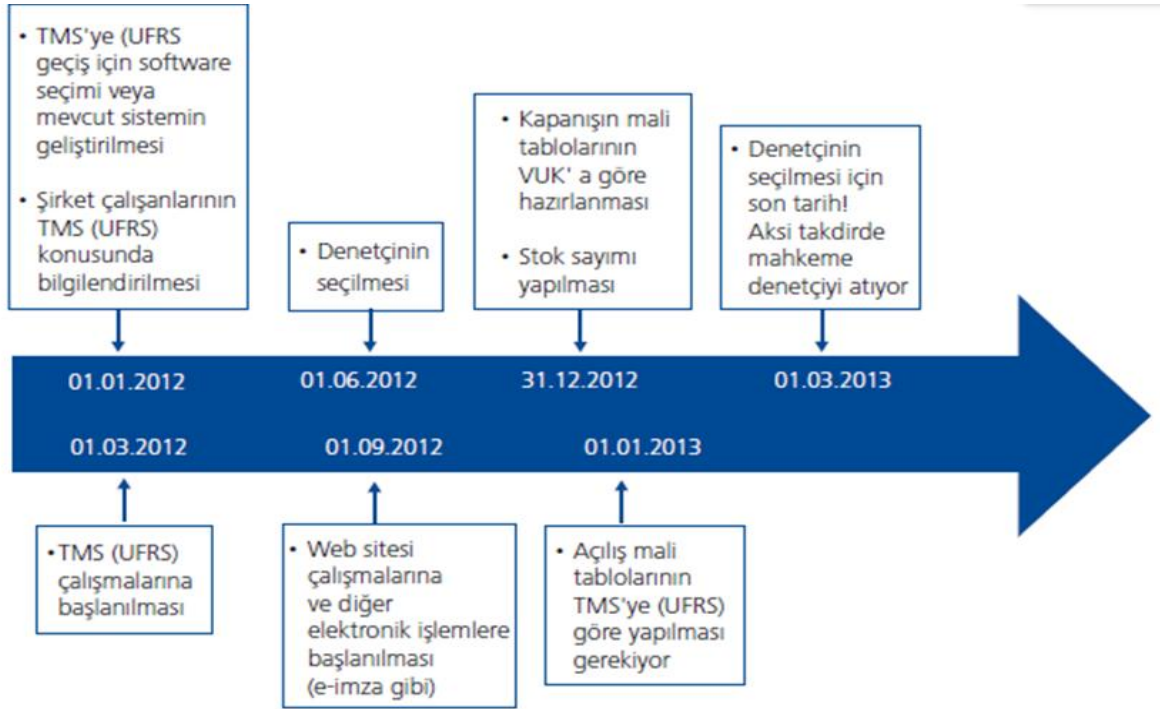 • TMS'ye (UFRS
geçiş için software
seçimi veya
mevcut sistemin
geliştirilmesi
• Şirket çalışanlarının
TMS (UFRS)
konusunda
bilgilendirilmesi
• Denetçinin
seçilmesi
• Kapanışın mali
tablolarının
VUK' a göre
hazırlanması
• Stok sayımı
yapılması
• Denetçinin
seçilmesi için
son tarih!
Aksi takdirde
mahkeme
denetçiyi atıyor
01.01.2012
01.06.2012
31.12.2012
01.03.2013
01.03.2012
01.09.2012
01.01.2013
• TMS (UFRS)
çalışmalarına
başlanılması
• Web sitesi
çalışmalarına
ve diğer
elektronik işlemlere
başlanılması
(e-imza gibi)
• Açılış mali
tablolarının
TMS'ye (UFRS)
göre yapılması
gerekiyor